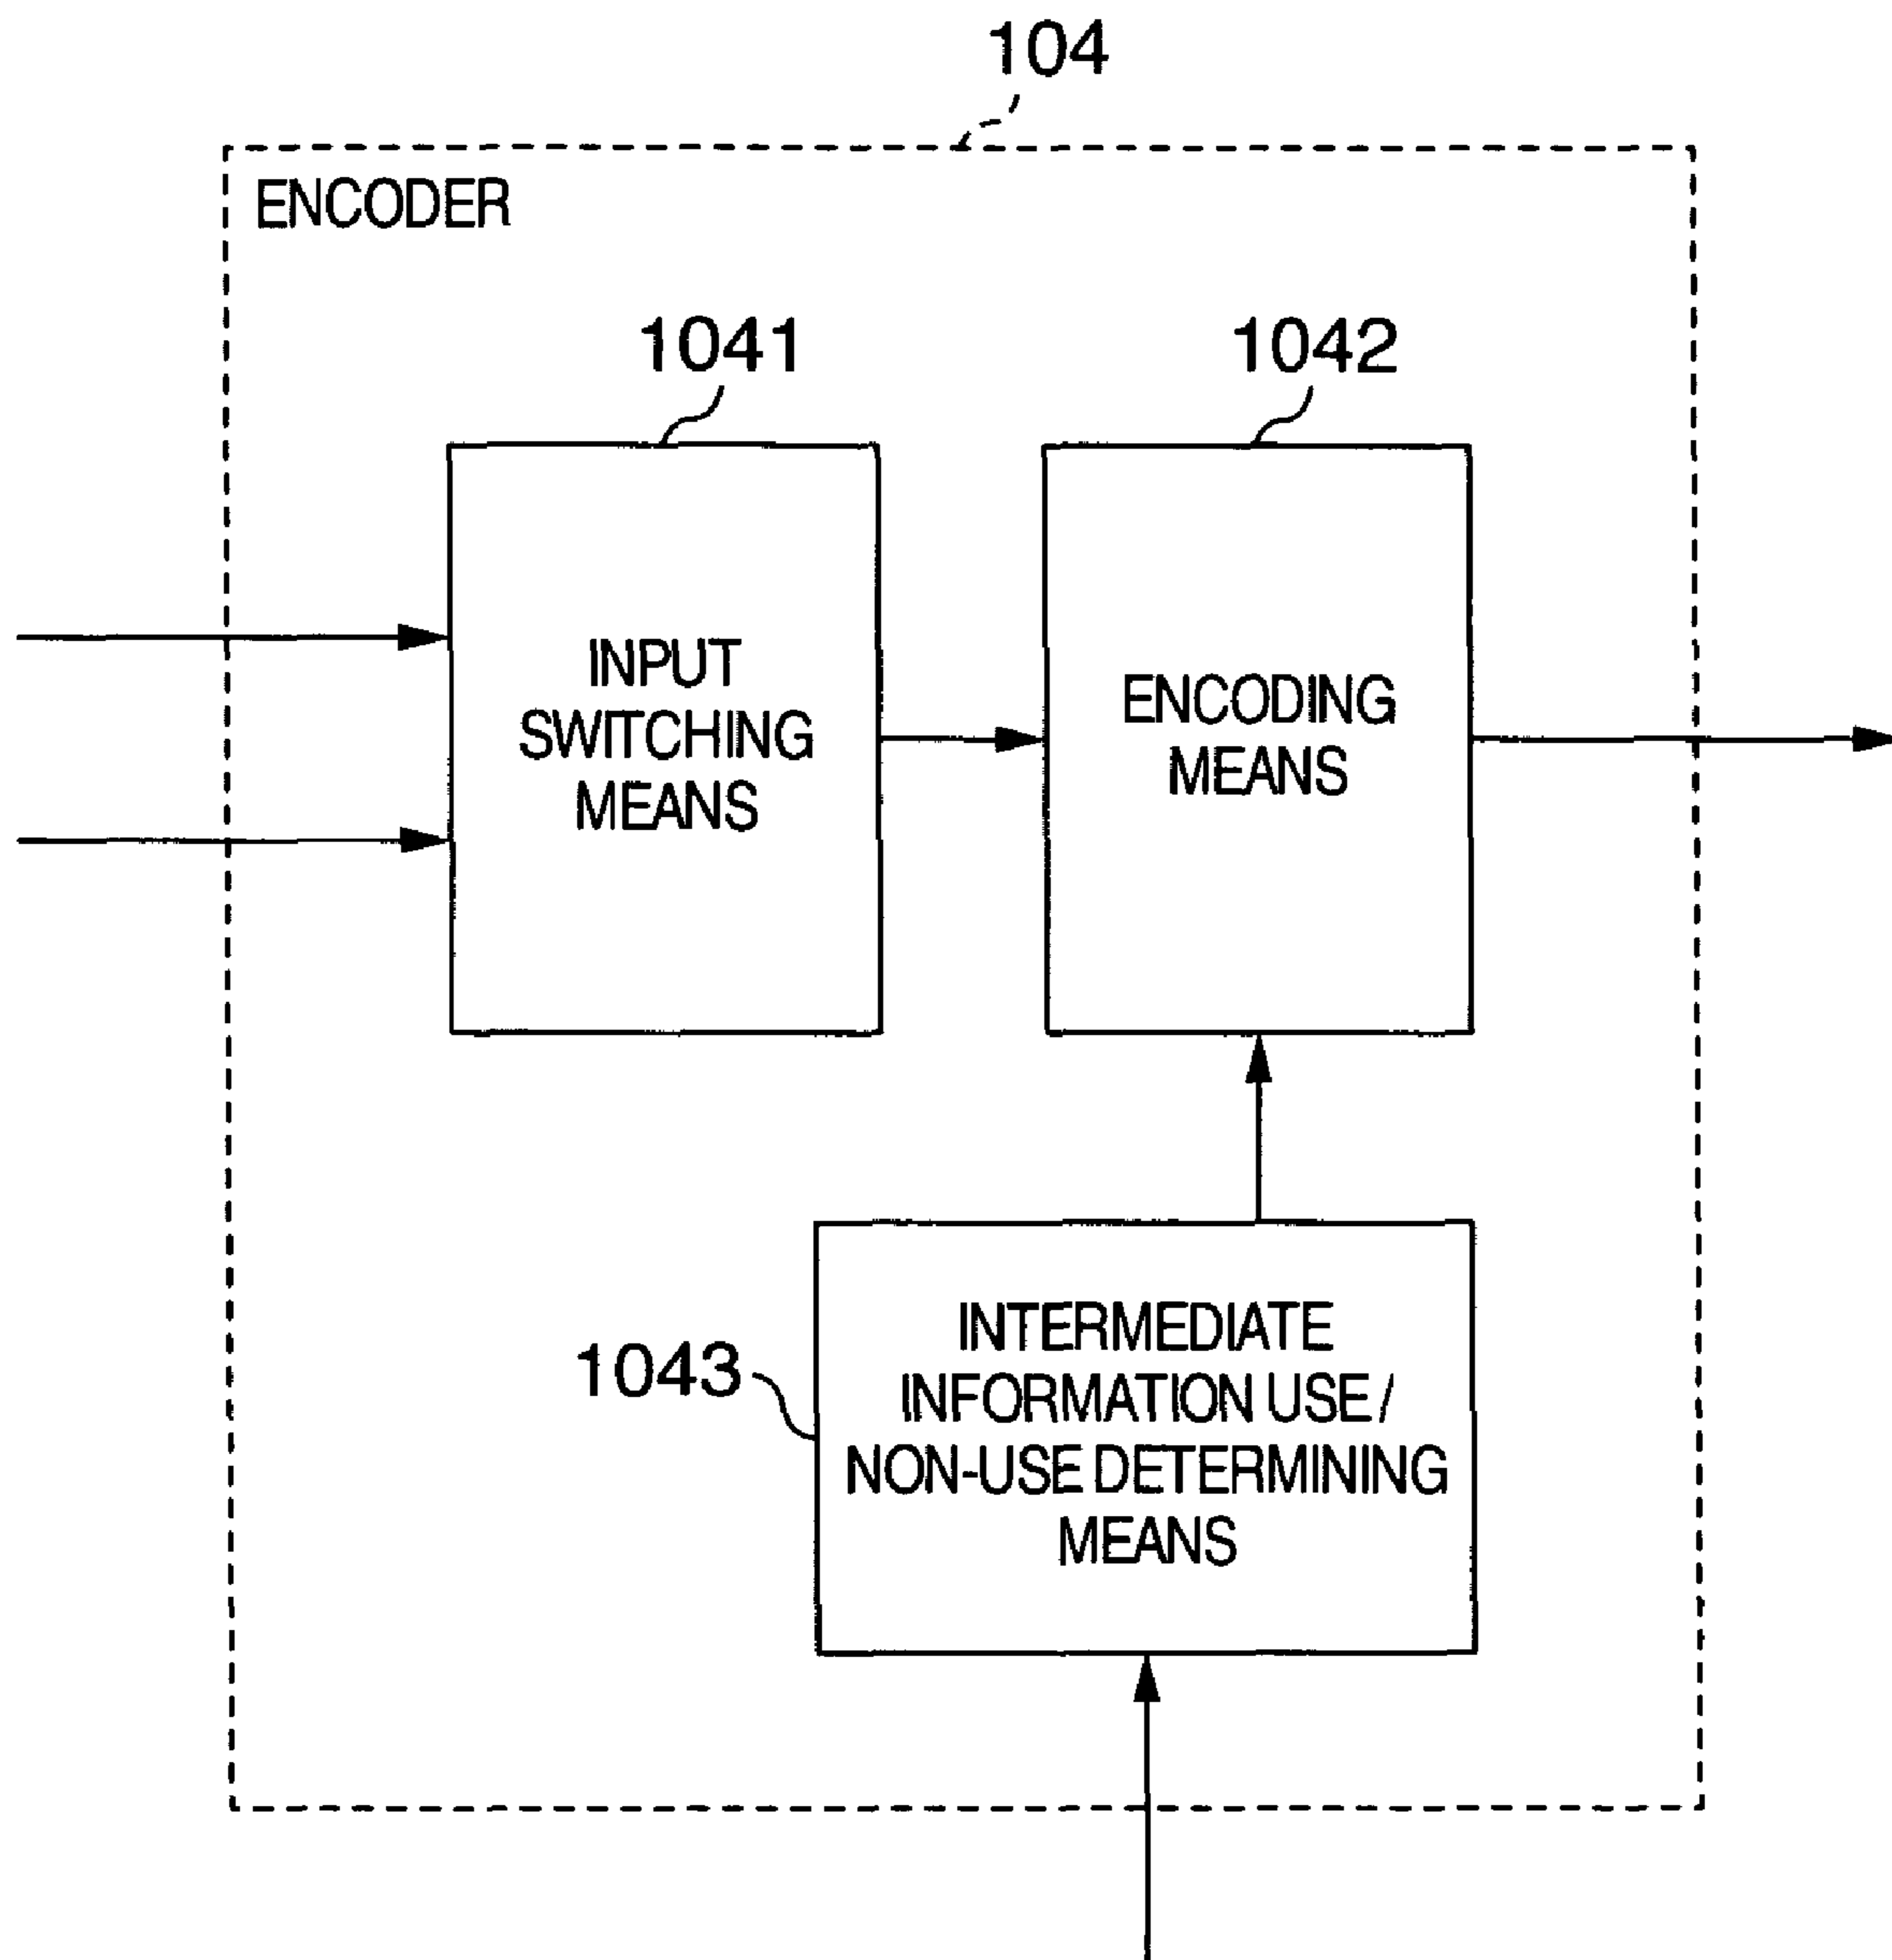 104
ENCODER
1041
1042
INPUT
SWITCHING
MEANS
ENCODING
MEANS
1043
INTERMEDIATE
INFORMATION USE /
NON-USE DETERMINING
MEANS